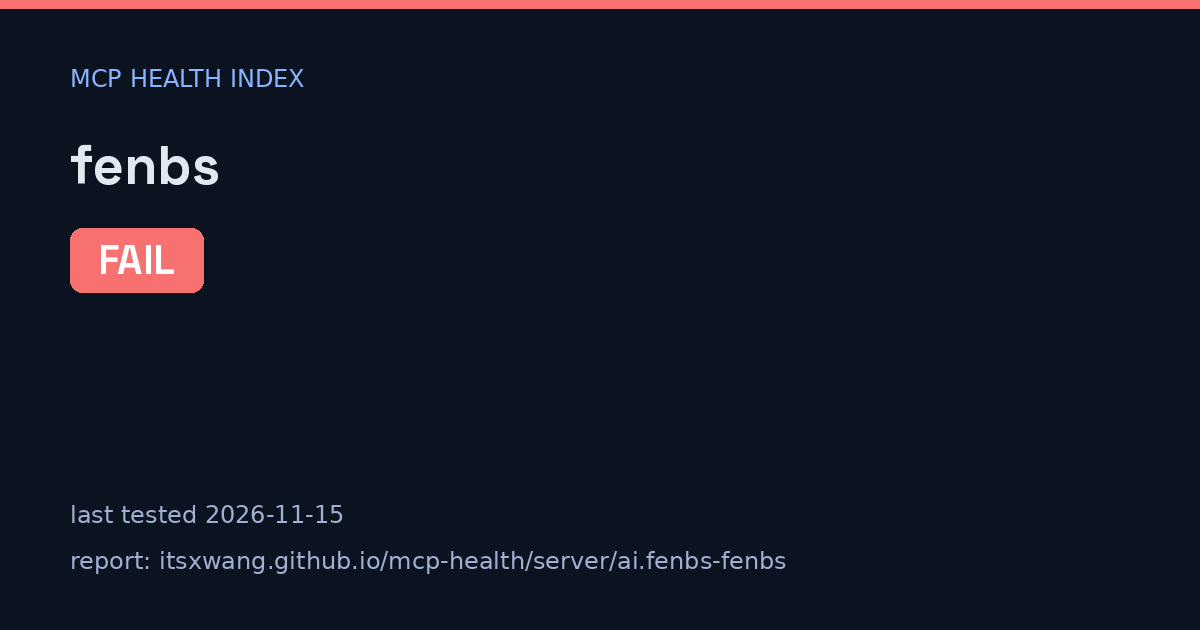 MCP HEALTH INDEX
fenbs
FAIL
last tested 2026-11-15
report: itsxwang.github.io/mcp-health/server/ai.fenbs-fenbs